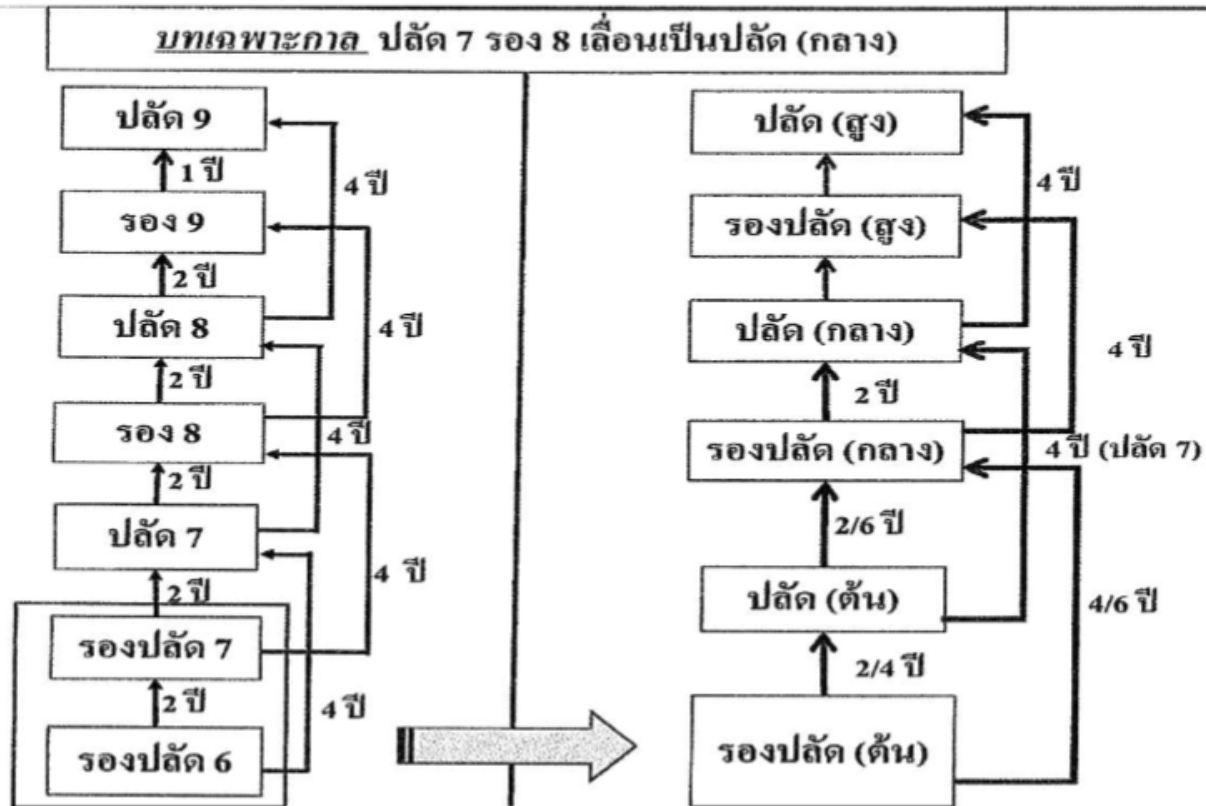 บทเฉพาะกาล ปลัด 7 รอง 8 เลื่อนเป็นปลัด (กลาง)
ปลัด 9
1 ปี
4 ปี
รอง 9
2 ปี
ปลัด 8
4 ปี
2 ปี
รอง 8
4 ปี
2 ปี
ปลัด 7
4 ปี
2 ปี
รองปลัด 7
2 ปี
4 ปี
รองปลัด 6
ปลัด (สูง)
4 ปี
รองปลัด (สูง)
ปลัด (กลาง)
4 ปี
2 ปี
รองปลัด (กลาง)
4 ปี (ปลัด 7)
2/6 ปี
ปลัด (ต้น)
4/6 ปี
2/4 ปี
รองปลัด (ต้น)